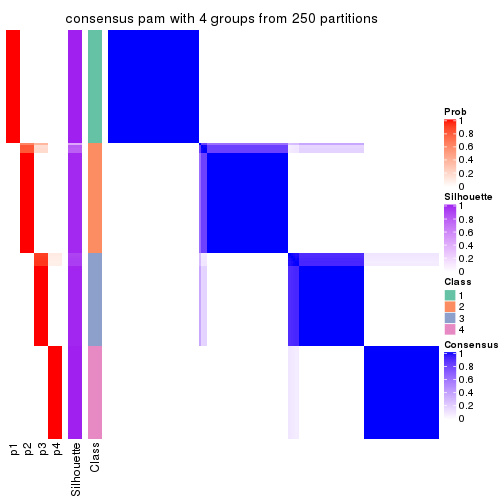 consensus pam with 4 groups from 250 partitions
Prob
1
0.8
0.6
0.4
0.2
0
Silhouette
1
0.8
0.6
0.4
0.2
0
Class
1
2
3
4
Consensus
1
0.8
0.6
0.4
0.2
0
p1
p2
p3
p4
Silhouette
Class